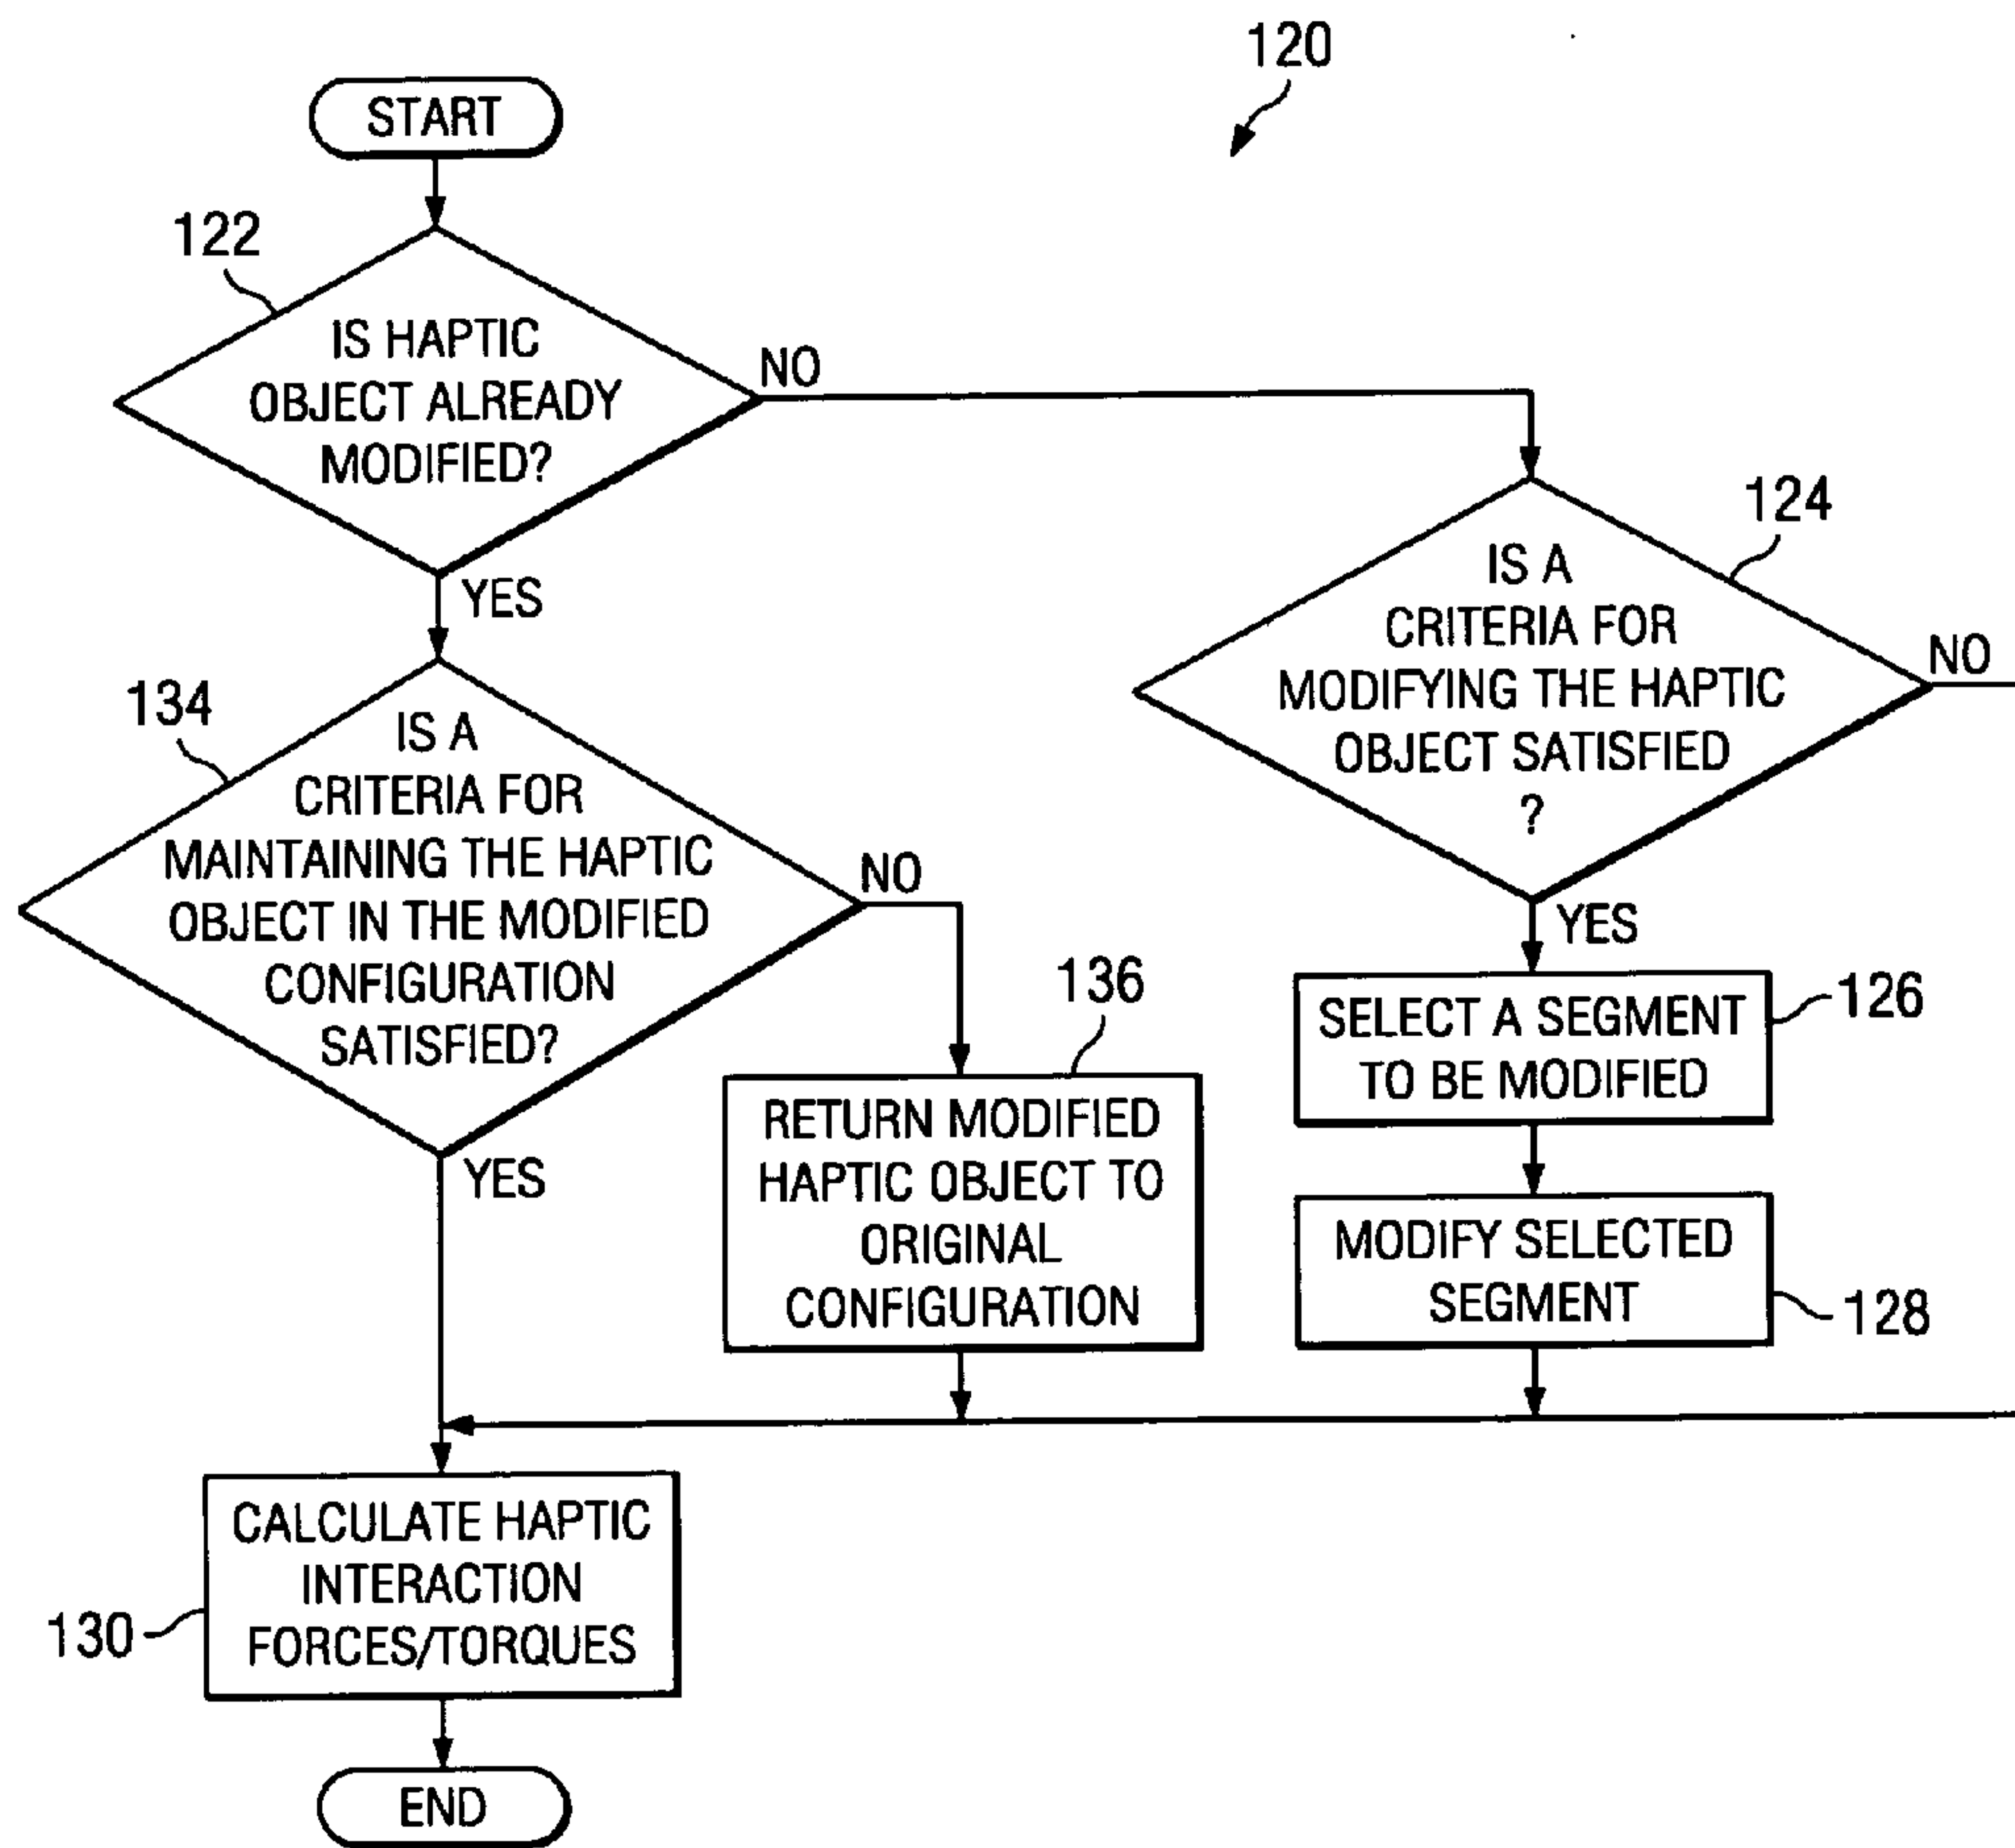 120
START
122
IS HAPTIC
OBJECT ALREADY
MODIFIED?
NO
YES
124
IS A
CRITERIA FOR
MODIFYING THE HAPTIC
OBJECT SATISFIED
?
NO
YES
134
IS A
CRITERIA FOR
MAINTAINING THE HAPTIC
OBJECT IN THE MODIFIED
CONFIGURATION
SATISFIED?
NO
YES
136
RETURN MODIFIED
HAPTIC OBJECT TO
ORIGINAL
CONFIGURATION
SELECT A SEGMENT
TO BE MODIFIED
126
MODIFY SELECTED
SEGMENT
128
CALCULATE HAPTIC
INTERACTION
FORCES/TORQUES
130
END